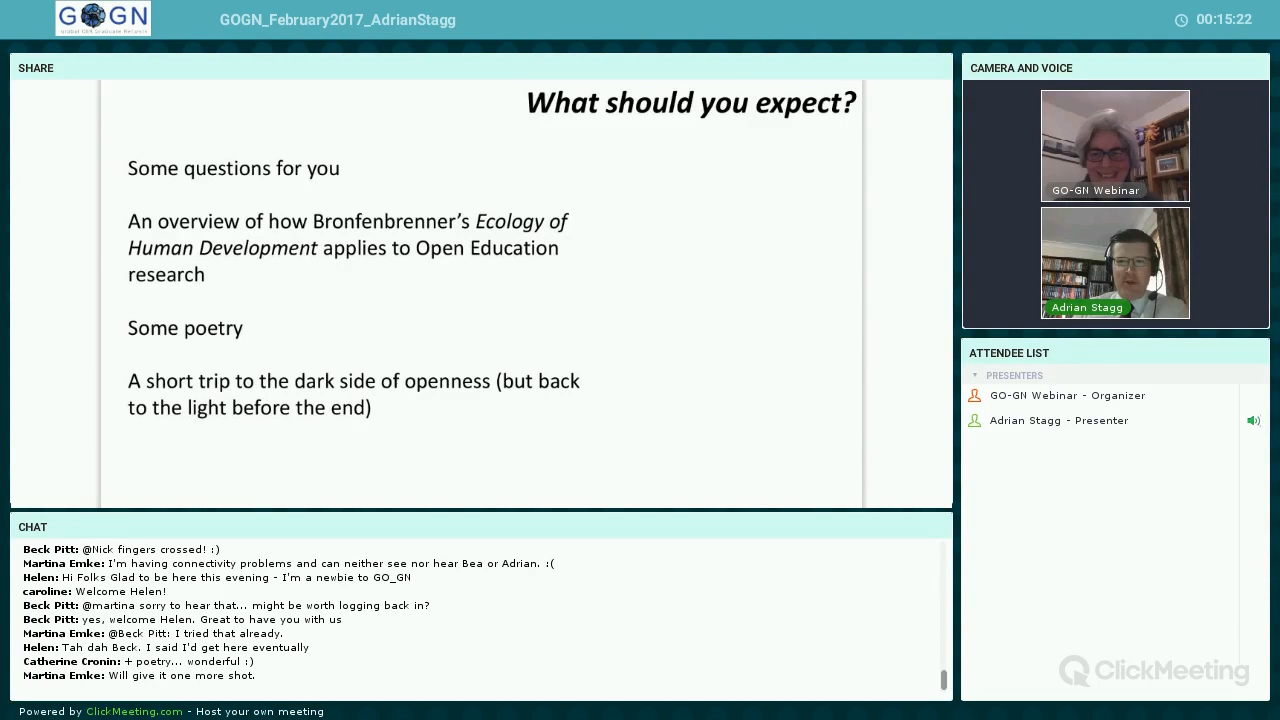 GOGN
Global OER Graduate Network
GOGN_February2017_AdrianStagg
00:15:22
SHARE
What should you expect?
Some questions for you
An overview of how Bronfenbrenner’s Ecology of
Human Development applies to Open Education
research
Some poetry
A short trip to the dark side of openness (but back
to the light before the end)
CAMERA AND VOICE
GO-GN Webinar
Adrian Stagg
ATTENDEE LIST
PRESENTERS
GO-GN Webinar - Organizer
Adrian Stagg - Presenter
CHAT
Beck Pitt: @Nick fingers crossed! :)
Martina Emke: I'm having connectivity problems and can neither see nor hear Bea or Adrian. :(
Helen: Hi Folks Glad to be here this evening - I'm a newbie to GO_GN
caroline: Welcome Helen!
Beck Pitt: @martina sorry to hear that... might be worth logging back in?
Beck Pitt: yes, welcome Helen. Great to have you with us
Martina Emke: @Beck Pitt: I tried that already.
Helen: Tah dah Beck. I said I'd get here eventually
Catherine Cronin: + poetry... wonderful :)
Martina Emke: Will give it one more shot.
ClickMeeting
Powered by ClickMeeting.com - Host your own meeting